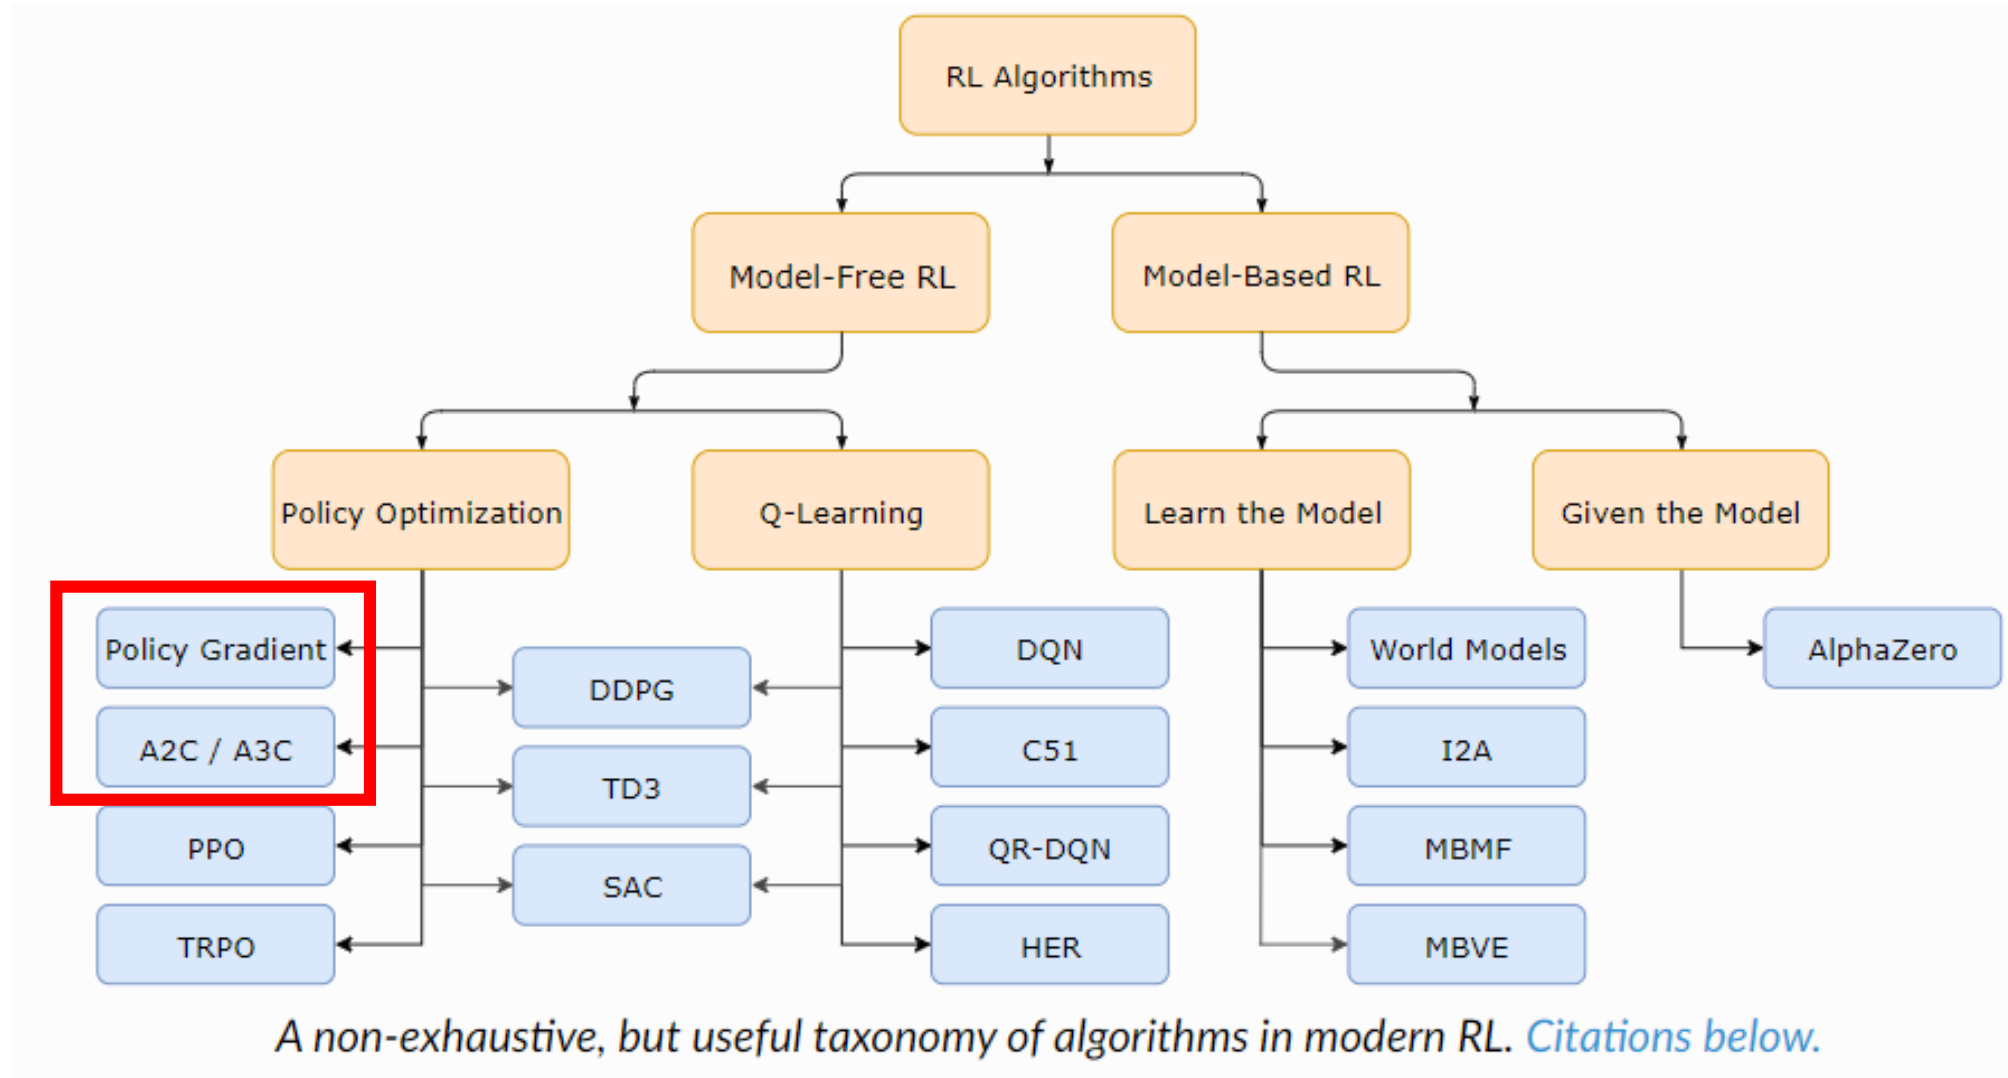 RL Algorithms
Model-Free RL
Model-Based RL
Policy Optimization
Q-Learning
Learn the Model
Given the Model
Policy Gradient
DDPG
DQN
World Models
AlphaZero
A2C / A3C
TD3
C51
I2A
PPO
SAC
QR-DQN
MBMF
TRPO
HER
MBVE
A non-exhaustive, but useful taxonomy of algorithms in modern RL. Citations below.